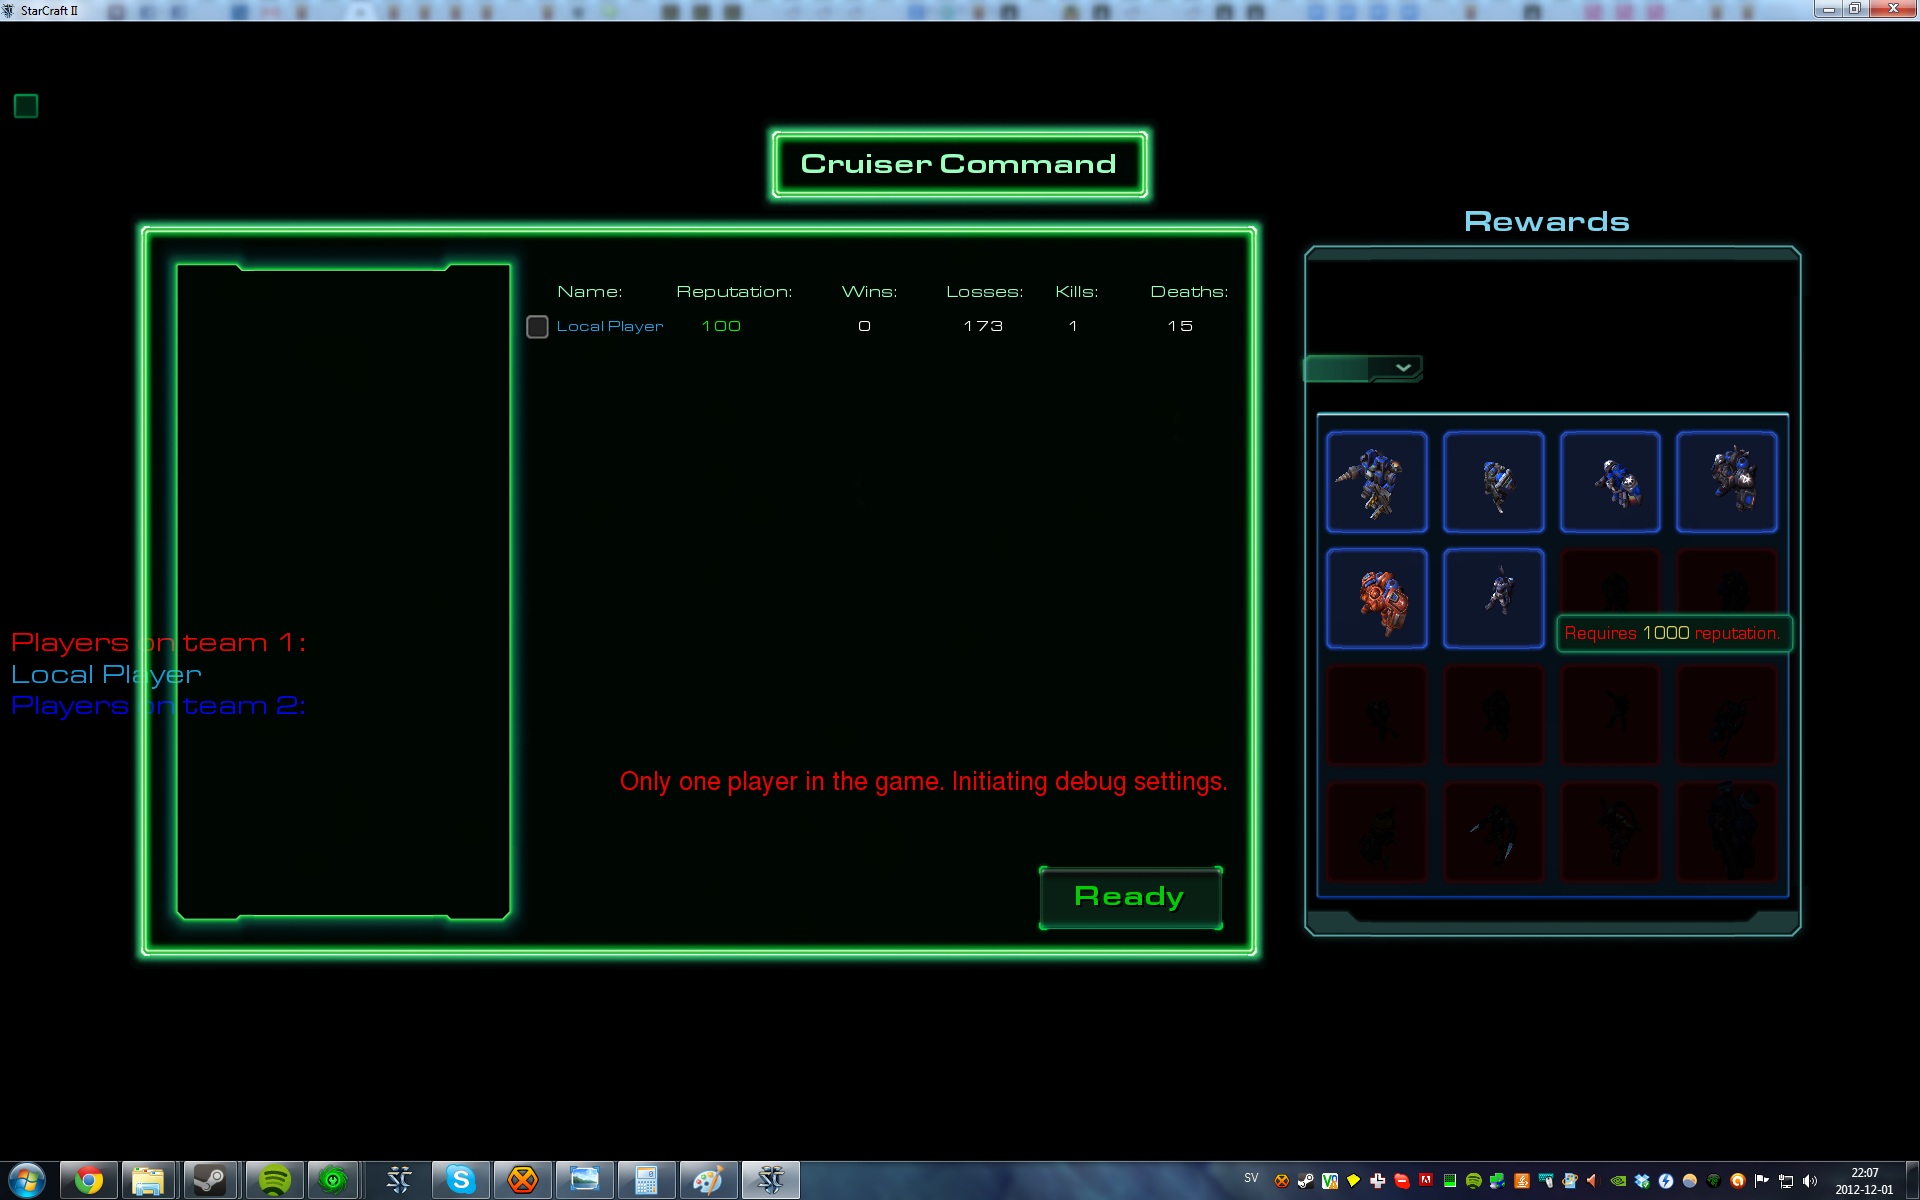 StarCraft II
Cruiser Command
Rewards
Name: Reputation: Wins: Losses: Kills: Deaths:
Local Player 100 0 173 1 15
Requires 1000 reputation.
Players on team 1:
Local Player
Players on team 2:
Only one player in the game. Initiating debug settings.
Ready
SV
22:07
2012-12-01